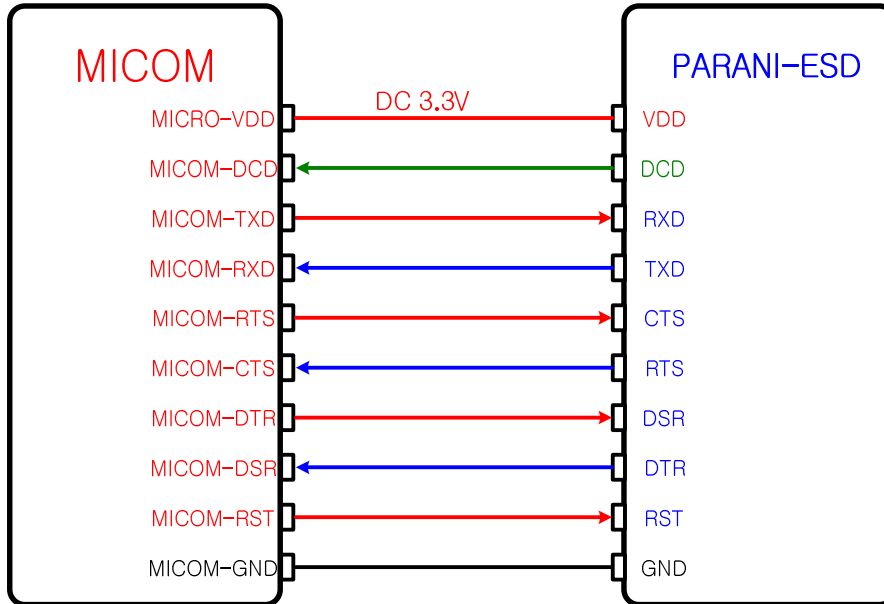 MICOM PARANI-ESD
DC 3.3V
MICRO-VDD VDD
MICOM-DCD DCD
MICOM-TXD RXD
MICOM-RXD TXD
MICOM-RTS CTS
MICOM-CTS RTS
MICOM-DTR DSR
MICOM-DSR DTR
MICOM-RST RST
MICOM-GND GND